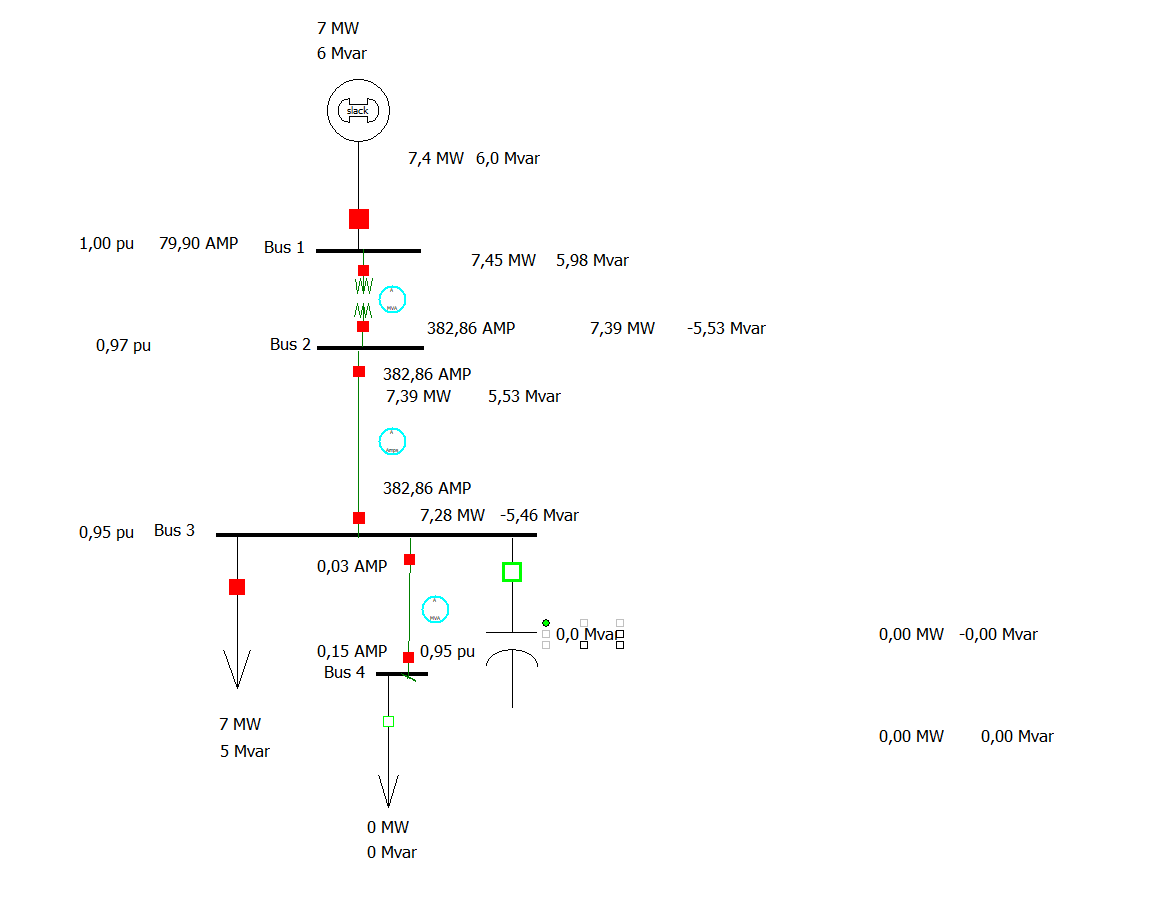 7 MW
6 Mvar
slack
7,4 MW 6,0 Mvar
1,00 pu 79,90 AMP Bus 1
7,45 MW 5,98 Mvar
A
MVA
382,86 AMP 7,39 MW -5,53 Mvar
0,97 pu Bus 2
382,86 AMP
7,39 MW 5,53 Mvar
A
Amps
382,86 AMP
7,28 MW -5,46 Mvar
0,95 pu Bus 3
0,03 AMP
A
MVA
0,0 Mvar 0,00 MW -0,00 Mvar
0,15 AMP 0,95 pu
Bus 4
7 MW
5 Mvar
0,00 MW 0,00 Mvar
0 MW
0 Mvar